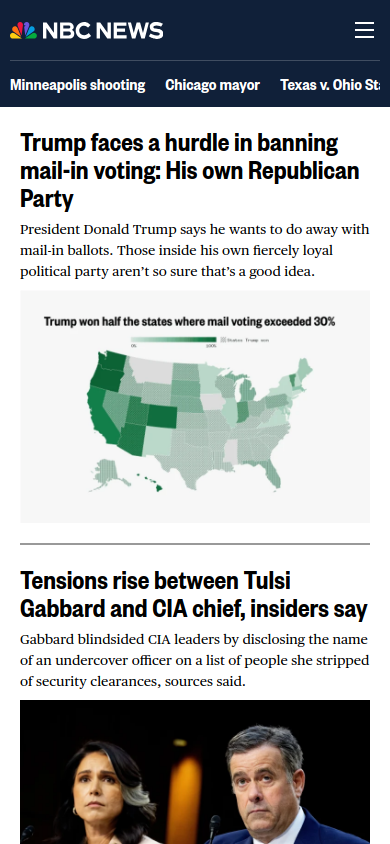 NBC NEWS
Minneapolis shooting Chicago mayor Texas v. Ohio Sta
Trump faces a hurdle in banning
mail-in voting: His own Republican
Party
President Donald Trump says he wants to do away with
mail-in ballots. Those inside his own fiercely loyal
political party aren’t so sure that’s a good idea.
Trump won half the states where mail voting exceeded 30%
States Trump won
0% 100%
Tensions rise between Tulsi
Gabbard and CIA chief, insiders say
Gabbard blindsided CIA leaders by disclosing the name
of an undercover officer on a list of people she stripped
of security clearances, sources said.